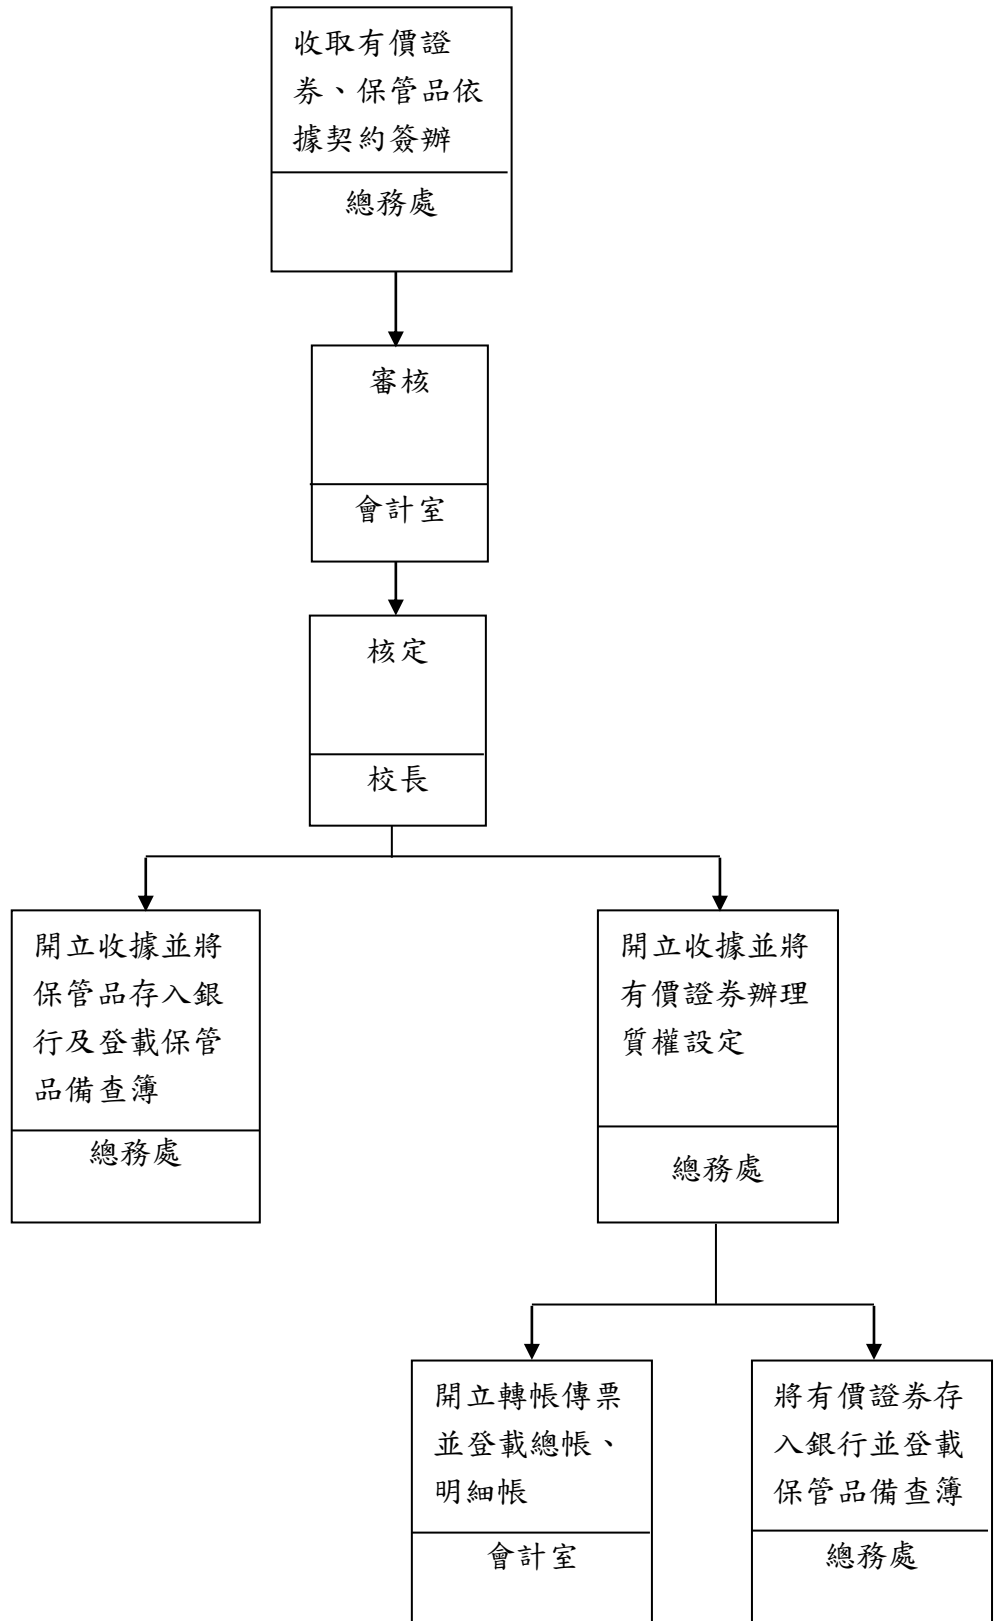 收取有價證
券、保管品依
據契約簽辦
總務處
審核
會計室
核定
校長
開立收據並將
保管品存入銀
行及登載保管
品備查簿
總務處
開立收據並將
有價證券辦理
質權設定
總務處
開立轉帳傳票
並登載總帳、
明細帳
會計室
將有價證券存
入銀行並登載
保管品備查簿
總務處